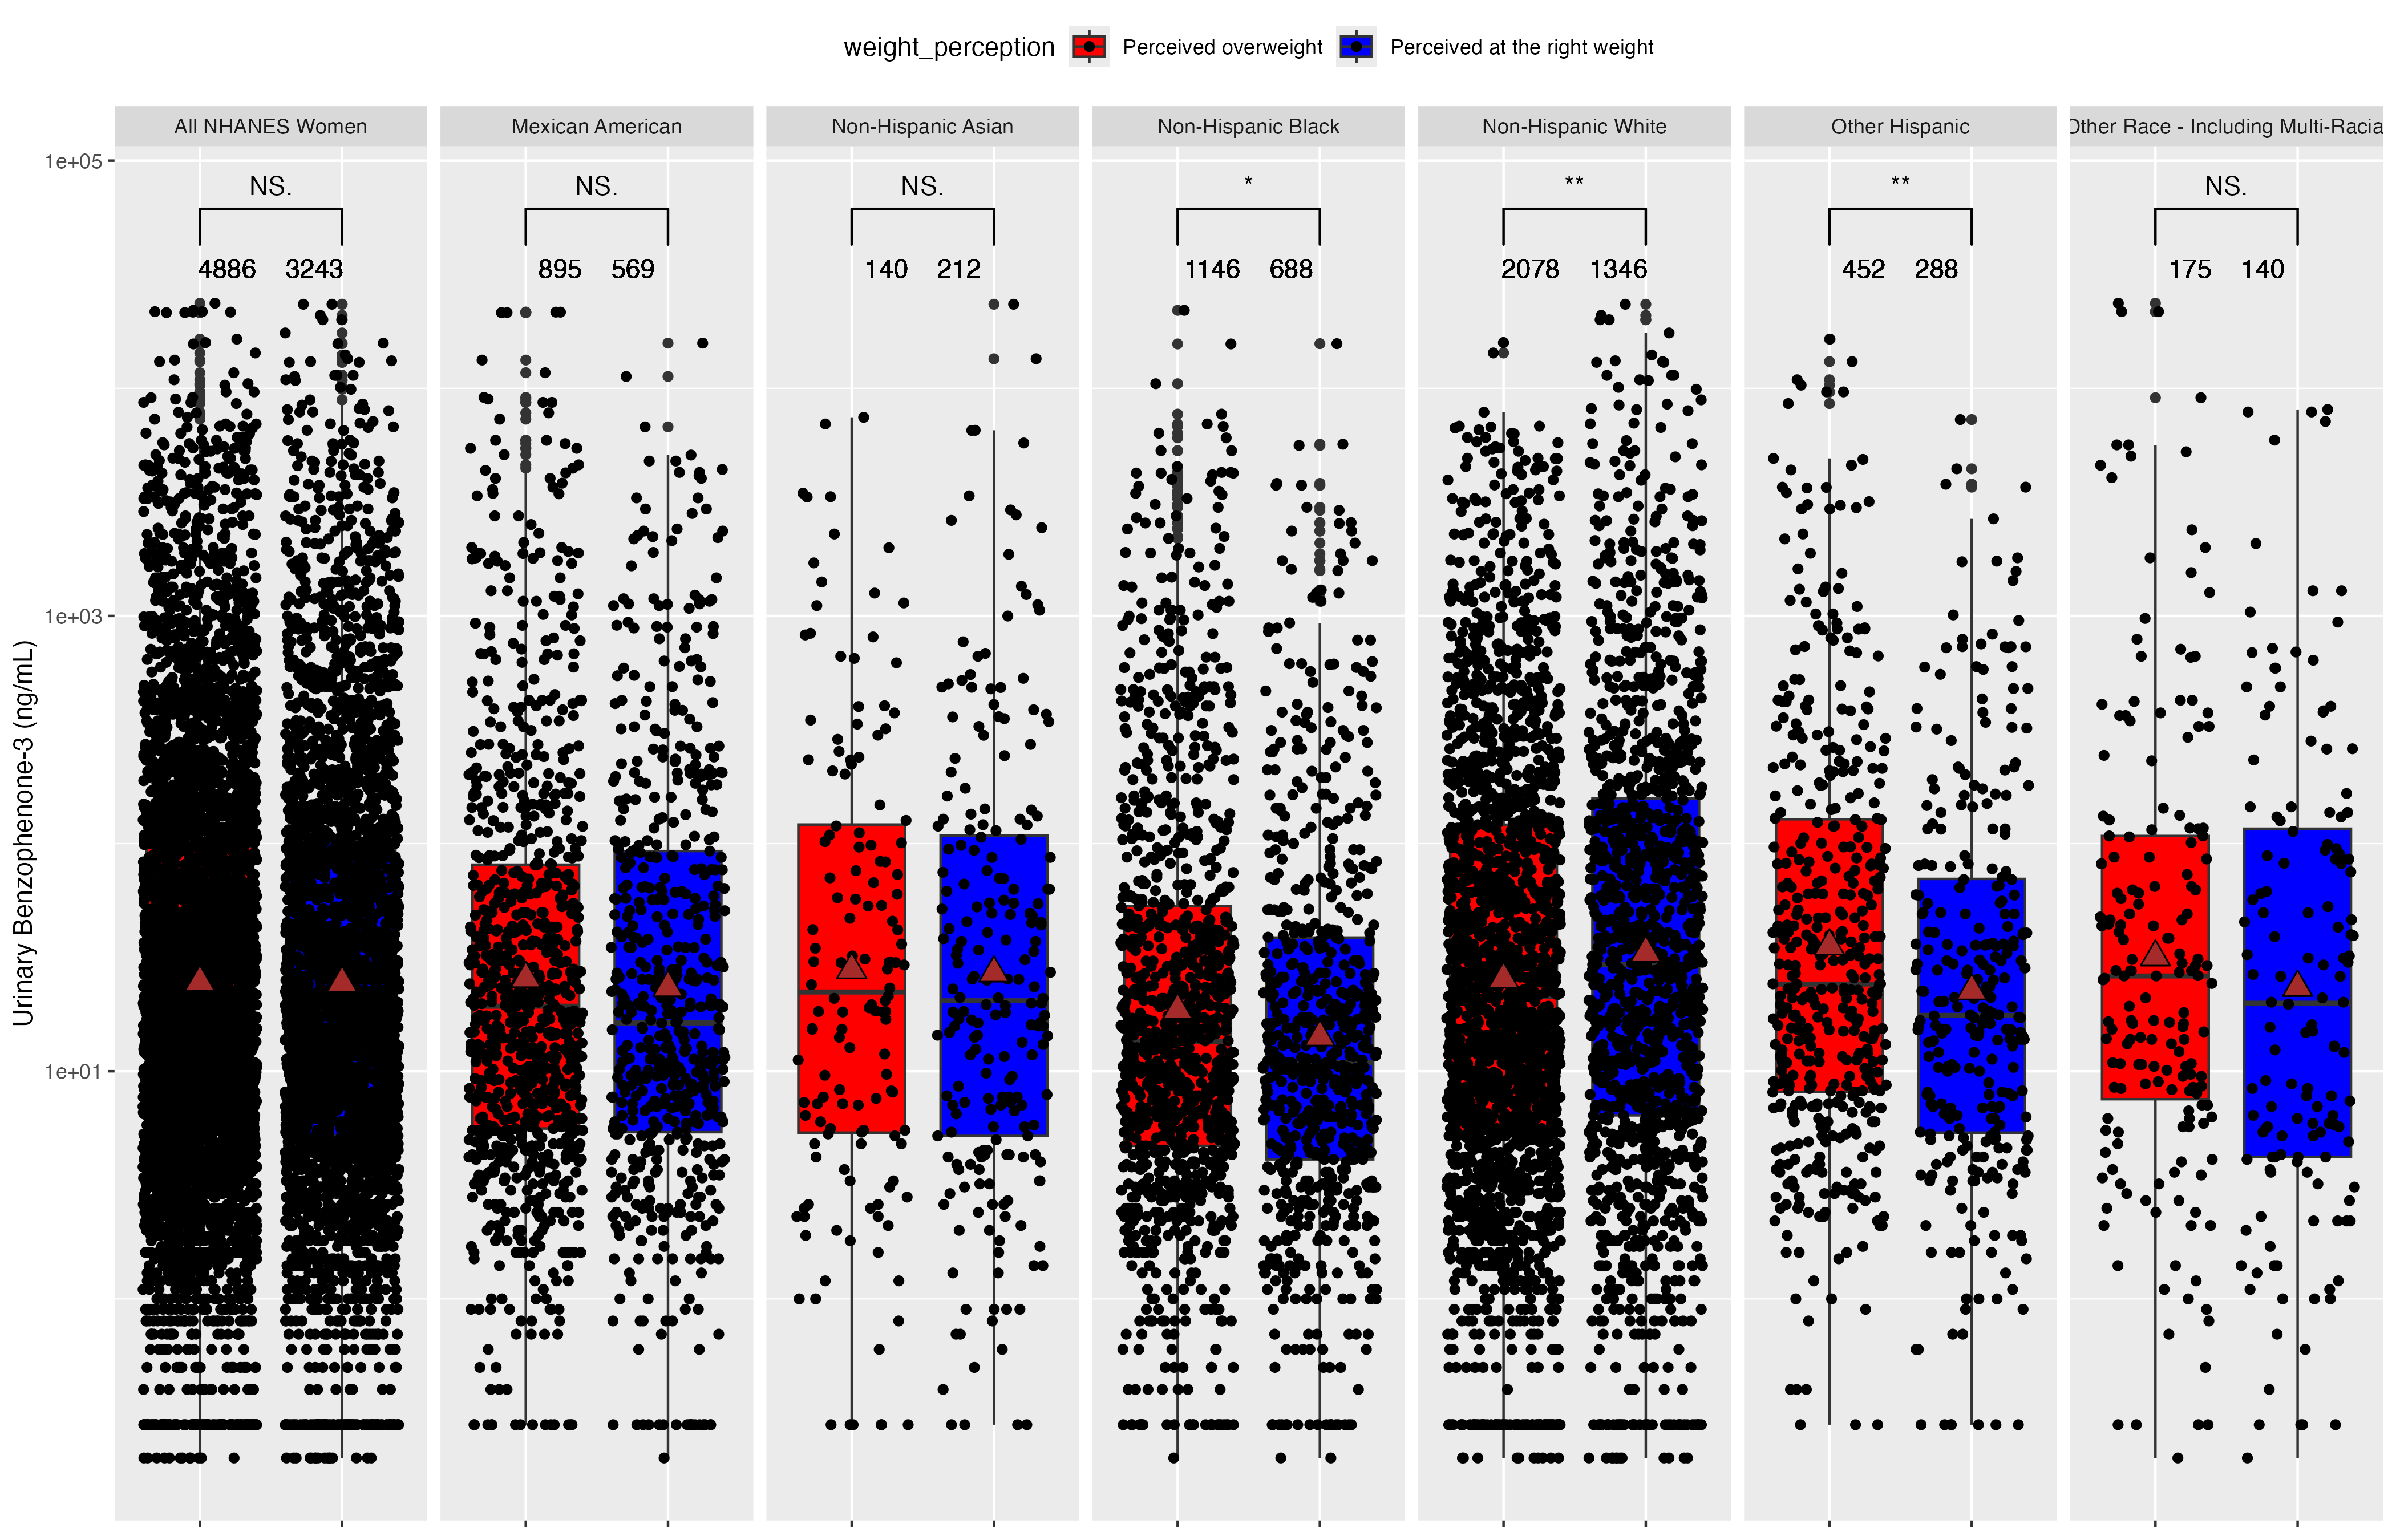 weight_perception Perceived overweight Perceived at the right weight
All NHANES Women Mexican American Non-Hispanic Asian Non-Hispanic Black Non-Hispanic White Other Hispanic Other Race - Including Multi-Racia
1e+05
NS. NS. NS. * ** ** NS.
4886 3243 895 569 140 212 1146 688 2078 1346 452 288 175 140
1e+03
Urinary Benzophenone-3 (ng/mL)
1e+01